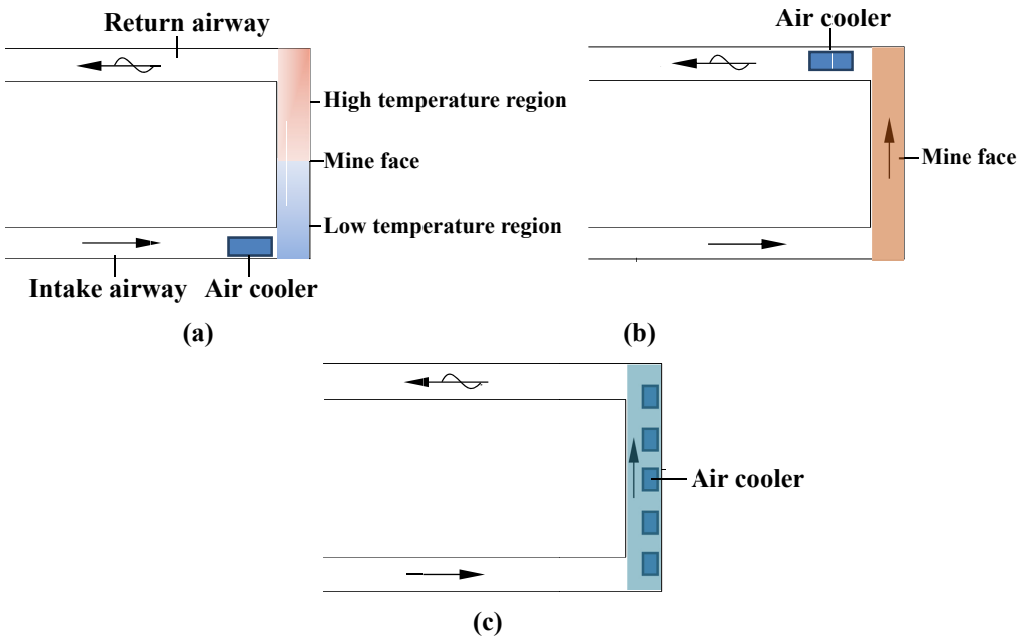 Return airway
High temperature region
Mine face
Low temperature region
Intake airway
Air cooler
(a)
Air cooler
Mine face
(b)
Air cooler
(c)